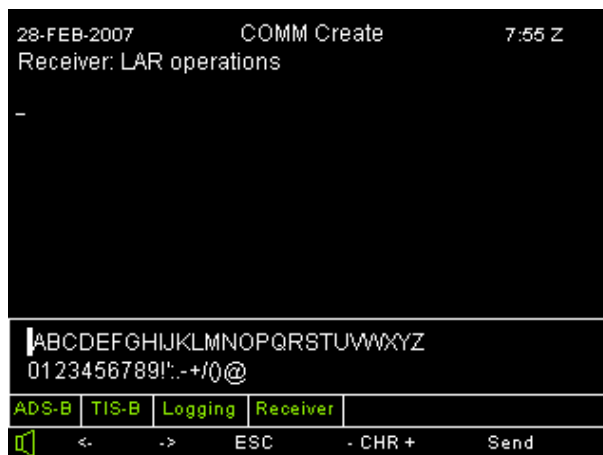 28-FEB-2007 COMM Create 7:55 Z
Receiver: LAR operations
_
ABCDEFGHIJKLMNOPQRSTUVWXYZ
0123456789!':.-+/()@
ADS-B TIS-B Logging Receiver
<- -> ESC - CHR + Send